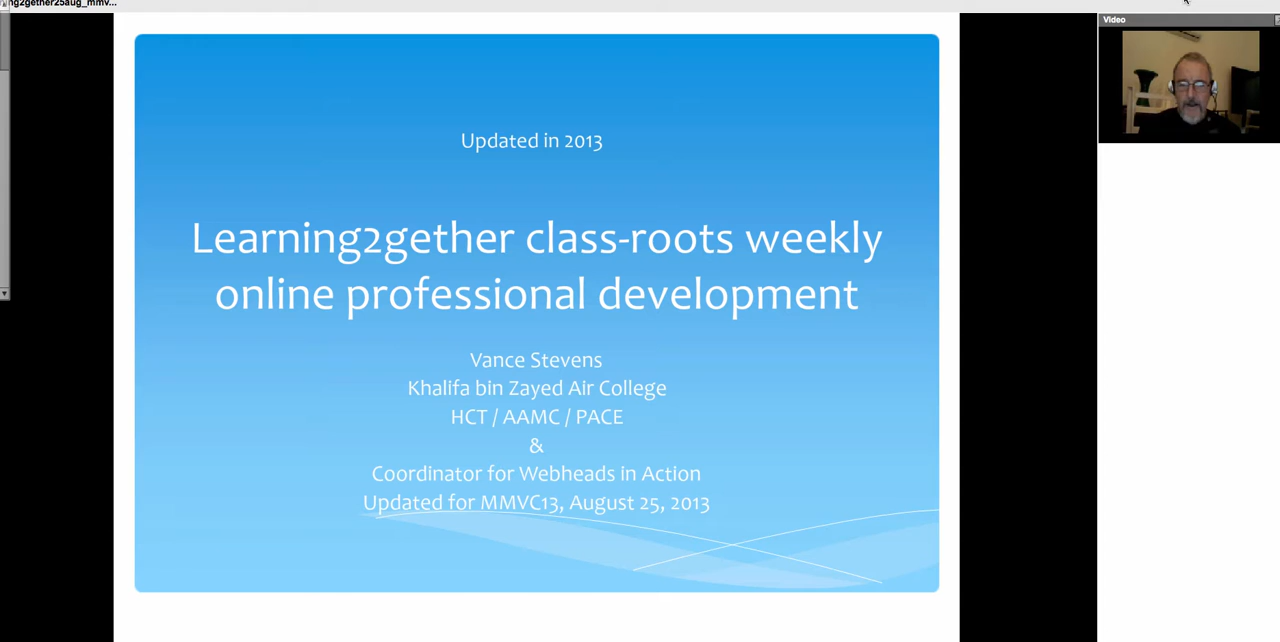 ng2gether25aug_mmv...
Video
Updated in 2013
Learning2gether class-roots weekly
online professional development
Vance Stevens
Khalifa bin Zayed Air College
HCT / AAMC / PACE
&
Coordinator for Webheads in Action
Updated for MMVC13, August 25, 2013